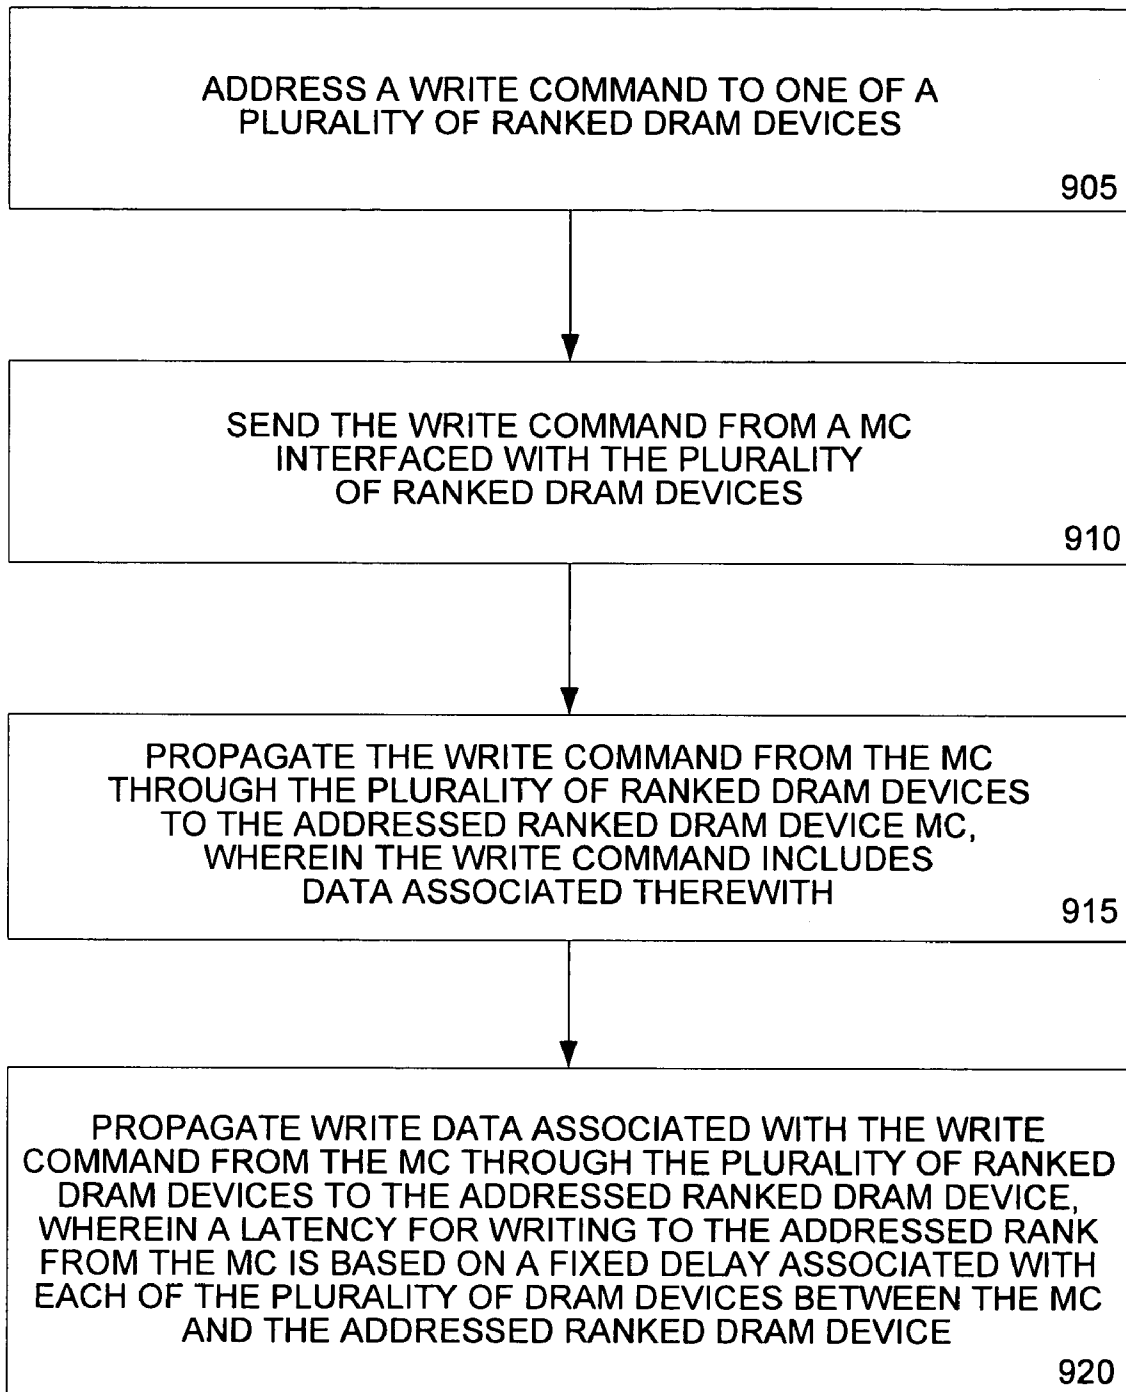 ADDRESS A WRITE COMMAND TO ONE OF A
PLURALITY OF RANKED DRAM DEVICES
905
SEND THE WRITE COMMAND FROM A MC
INTERFACED WITH THE PLURALITY
OF RANKED DRAM DEVICES
910
PROPAGATE THE WRITE COMMAND FROM THE MC
THROUGH THE PLURALITY OF RANKED DRAM DEVICES
TO THE ADDRESSED RANKED DRAM DEVICE MC,
WHEREIN THE WRITE COMMAND INCLUDES
DATA ASSOCIATED THEREWITH
915
PROPAGATE WRITE DATA ASSOCIATED WITH THE WRITE
COMMAND FROM THE MC THROUGH THE PLURALITY OF RANKED
DRAM DEVICES TO THE ADDRESSED RANKED DRAM DEVICE,
WHEREIN A LATENCY FOR WRITING TO THE ADDRESSED RANK
FROM THE MC IS BASED ON A FIXED DELAY ASSOCIATED WITH
EACH OF THE PLURALITY OF DRAM DEVICES BETWEEN THE MC
AND THE ADDRESSED RANKED DRAM DEVICE
920